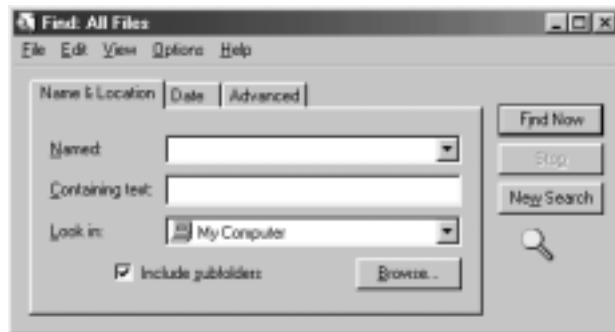 Find: All Files
File Edit View Options Help
Name & Location Date Advanced
Find Now
Named:
Stop
Containing text:
New Search
Look in: My Computer
Include subfolders Browse...